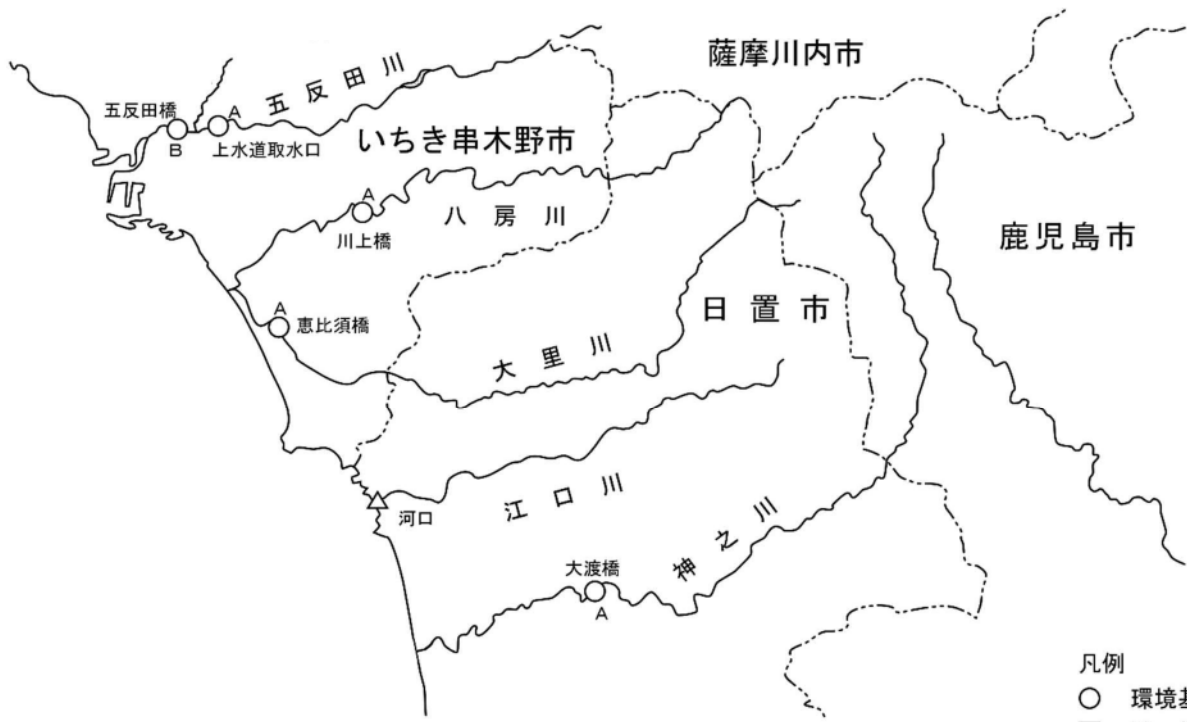 薩摩川内市
五反田川
五反田橋
A
B
上水道取水口
いちき串木野市
A
川上橋
八房川
鹿児島市
A
恵比須橋
日置市
大里川
江口川
河口
神之川
大渡橋
A
凡例
○ 環境基